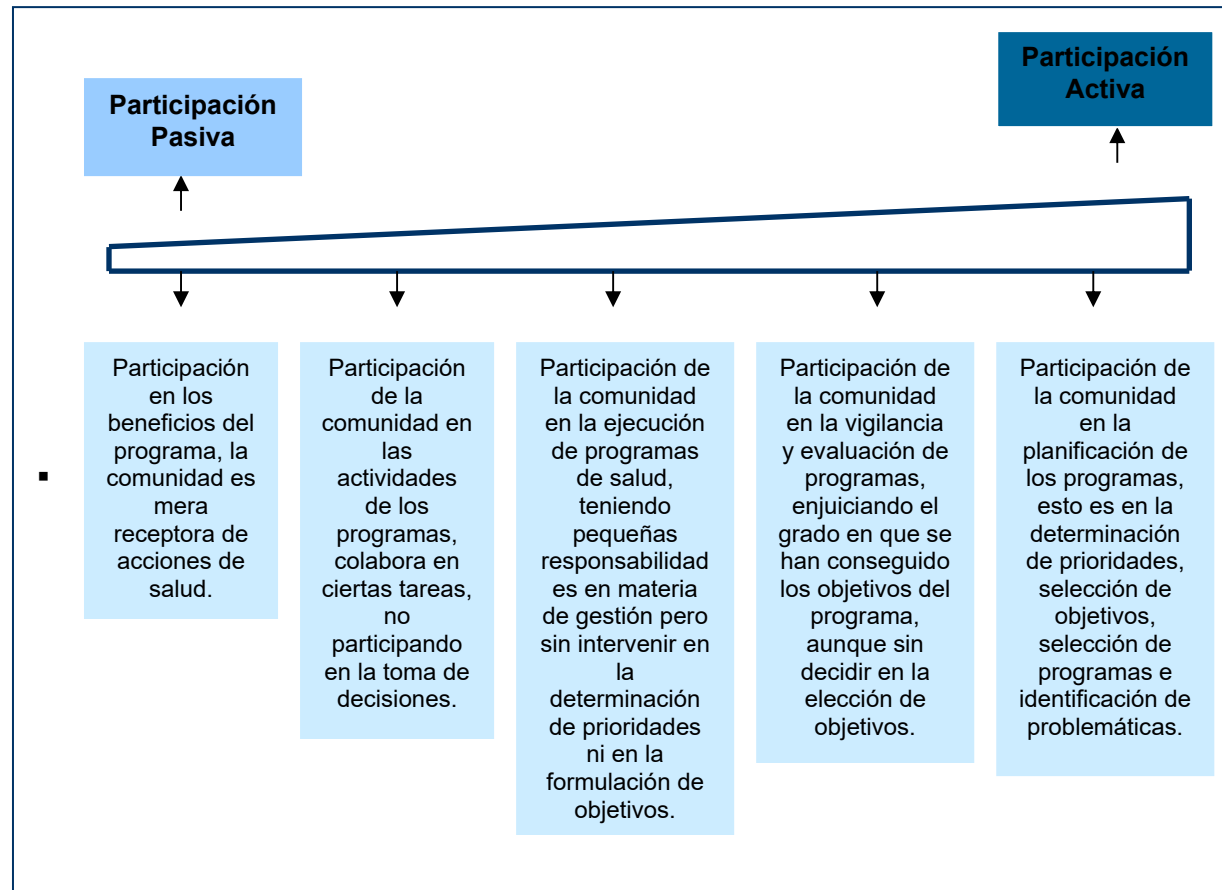 Participación
Pasiva
Participación
Activa
Participación
en los
beneficios del
programa, la
comunidad es
mera
receptora de
acciones de
salud.
Participación
de la
comunidad en
las
actividades
de los
programas,
colabora en
ciertas tareas,
no
participando
en la toma de
decisiones.
Participación de
la comunidad
en la ejecución
de programas
de salud,
teniendo
pequeñas
responsabilidad
es en materia
de gestión pero
sin intervenir en
la
determinación
de prioridades
ni en la
formulación de
objetivos.
Participación de
la comunidad
en la vigilancia
y evaluación de
programas,
enjuiciando el
grado en que se
han conseguido
los objetivos del
programa,
aunque sin
decidir en la
elección de
objetivos.
Participación de
la comunidad
en la
planificación de
los programas,
esto es en la
determinación
de prioridades,
selección de
objetivos,
selección de
programas e
identificación de
problemáticas.